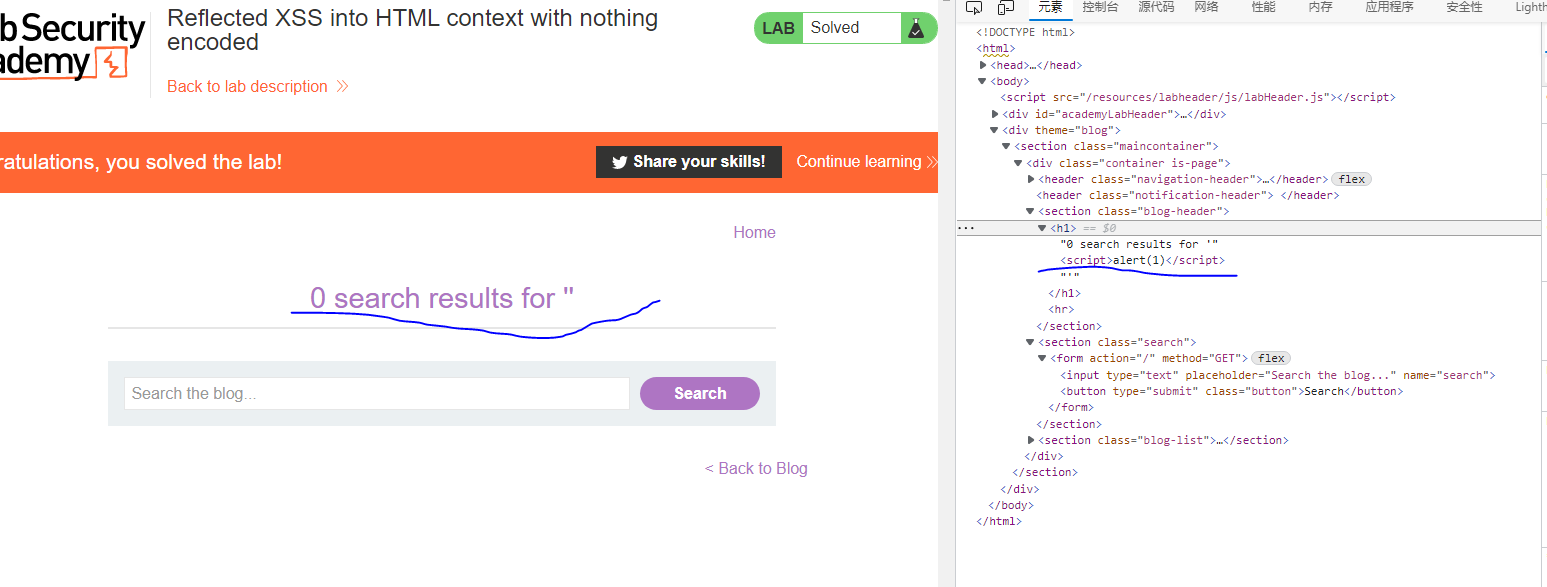 Reflected XSS into HTML context with nothing
encoded
b Security
ademy
Back to lab description
LAB Solved
ratulations, you solved the lab!
Share your skills!
Continue learning
Home
0 search results for ''
Search the blog...
Search
< Back to Blog
元素 控制台 源代码 网络 性能 内存 应用程序 安全性 Lighth
<!DOCTYPE html>
<html>
<head>…</head>
<body>
<script src="/resources/labheader/js/labHeader.js"></script>
<div id="academyLabHeader">…</div>
<div theme="blog">
<section class="maincontainer">
<div class="container is-page">
<header class="navigation-header">…</header> flex
<header class="notification-header"> </header>
<section class="blog-header">
… <h1> == $0
"0 search results for '"
<script>alert(1)</script>
"'"
</h1>
<hr>
</section>
<section class="search">
<form action="/" method="GET"> flex
<input type="text" placeholder="Search the blog..." name="search">
<button type="submit" class="button">Search</button>
</form>
</section>
<section class="blog-list">…</section>
</div>
</section>
</div>
</body>
</html>